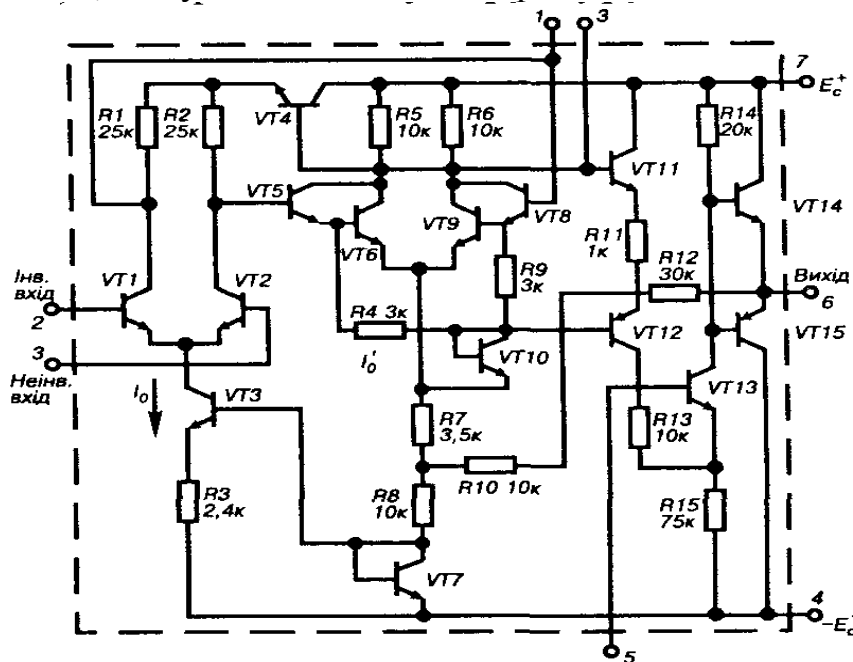 1
3
7
E c +
R1
25к
R2
25к
VT4
R5
10к
R6
10к
R14
20к
VT5
VT6
VT9
VT8
VT11
VT14
R11
1к
R12
30к
Інв.
вхід
2
VT1
VT2
R9
3к
Вихід
6
R4 3к
VT10
VT12
VT15
3
Неінв.
вхід
I₀
VT3
I₀'
R7
3,5к
VT13
R13
10к
R3
2,4к
R8
10к
R10 10к
R15
75к
VT7
4
–E c
5